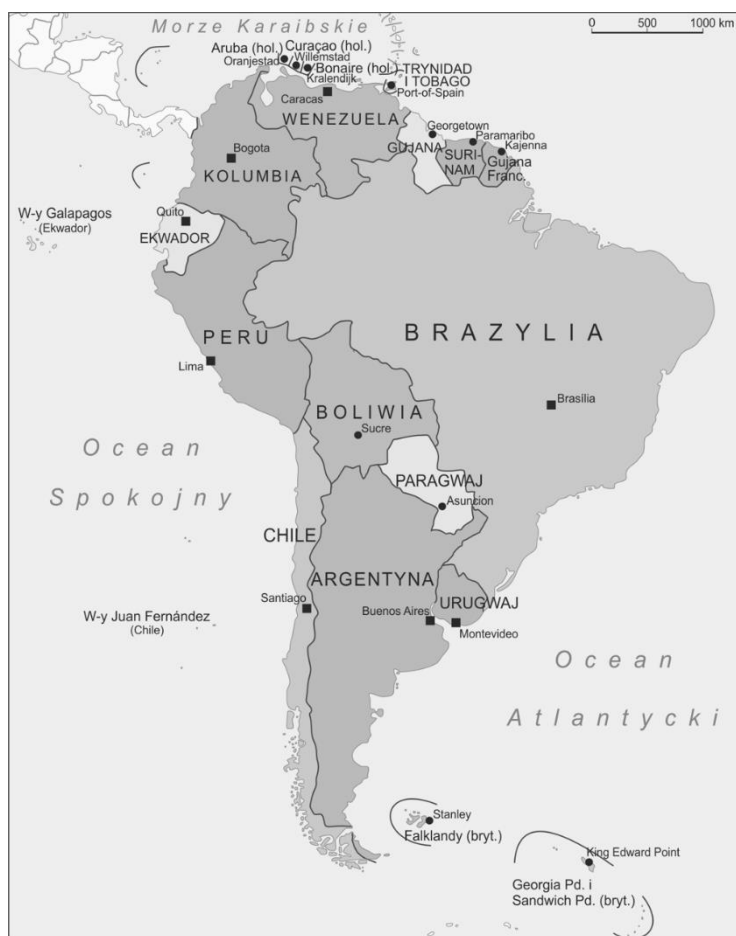 Morze Karaibskie
0 500 1000 km
Aruba (hol.)
Curaçao (hol.)
Oranjestad
Willemstad
Bonaire (hol.)
Kralendijk
TRYNIDAD
I TOBAGO
Port-of-Spain
Caracas
WENEZUELA
Georgetown
GUJANA
Paramaribo
SURI-
NAM
Kajenna
Gujana
Franc.
Bogota
KOLUMBIA
W-y Galapagos
(Ekwador)
Quito
EKWADOR
PERU
Lima
BRAZYLIA
Brasília
BOLIWIA
Sucre
Ocean
Spokojny
PARAGWAJ
Asuncion
CHILE
ARGENTYNA
Santiago
W-y Juan Fernández
(Chile)
Buenos Aires
URUGWAJ
Montevideo
Ocean
Atlantycki
Stanley
Falklandy (bryt.)
King Edward Point
Georgia Pd. i
Sandwich Pd. (bryt.)